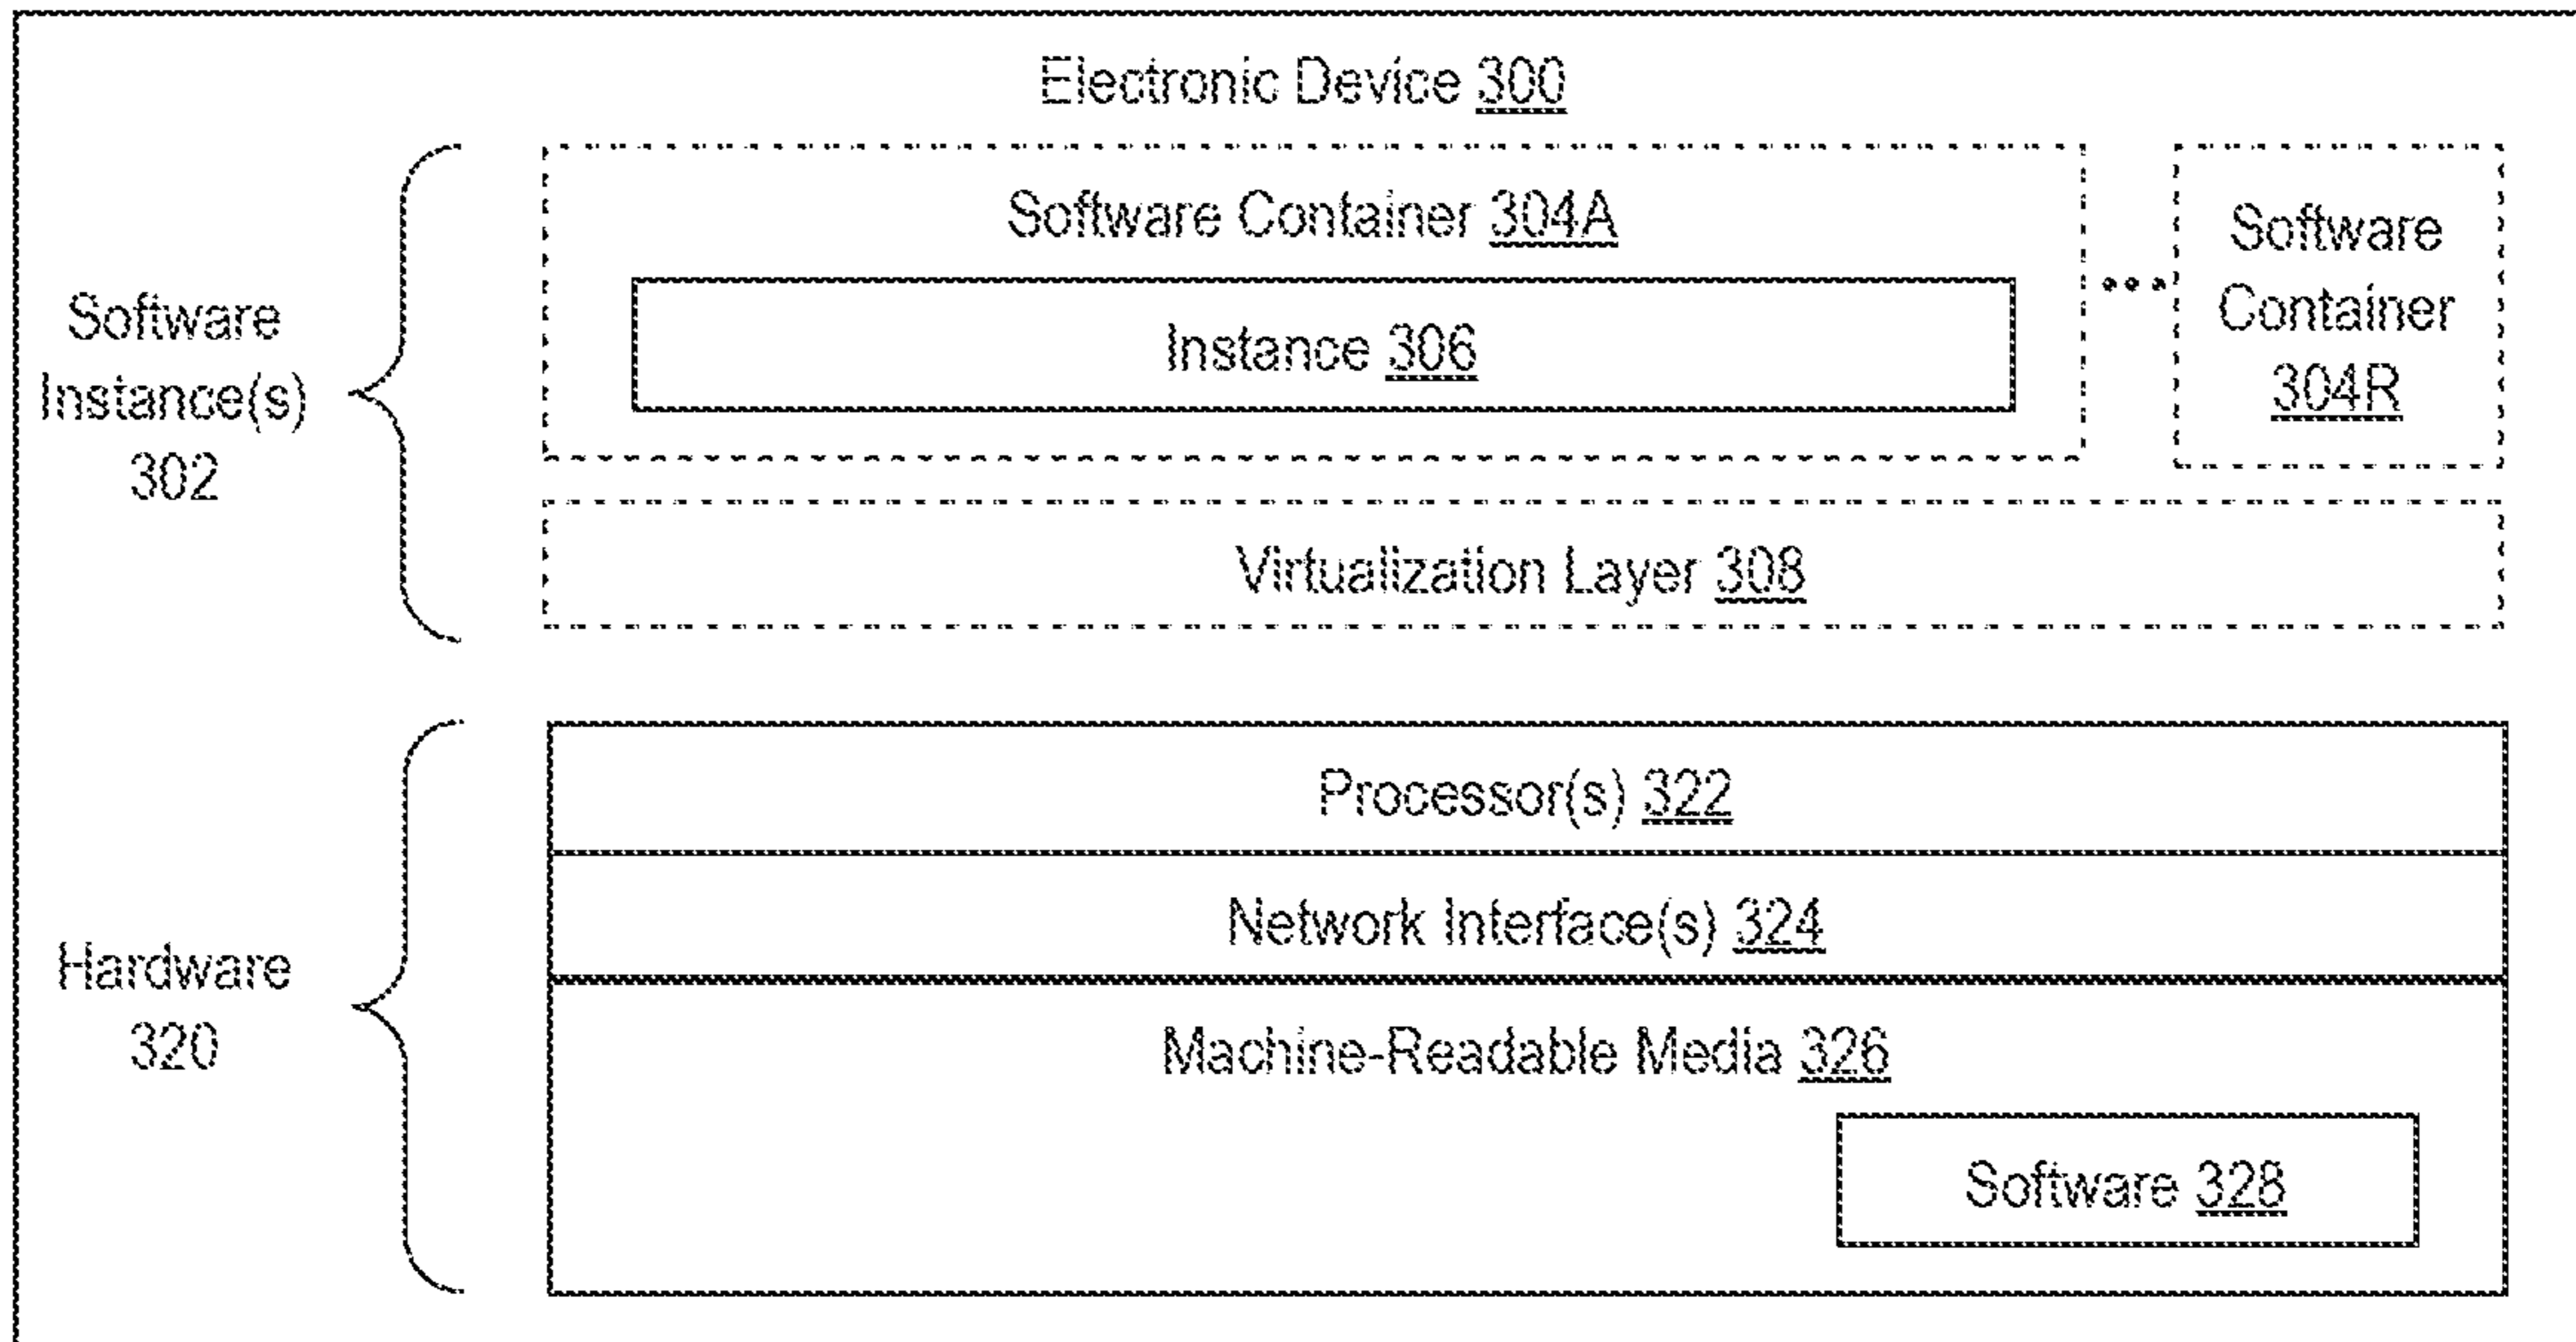 Electronic Device 300
Software
Instance(s)
302
Software Container 304A
Instance 306
...
Software
Container
304R
Virtualization Layer 308
Hardware
320
Processor(s) 322
Network Interface(s) 324
Machine-Readable Media 326
Software 328